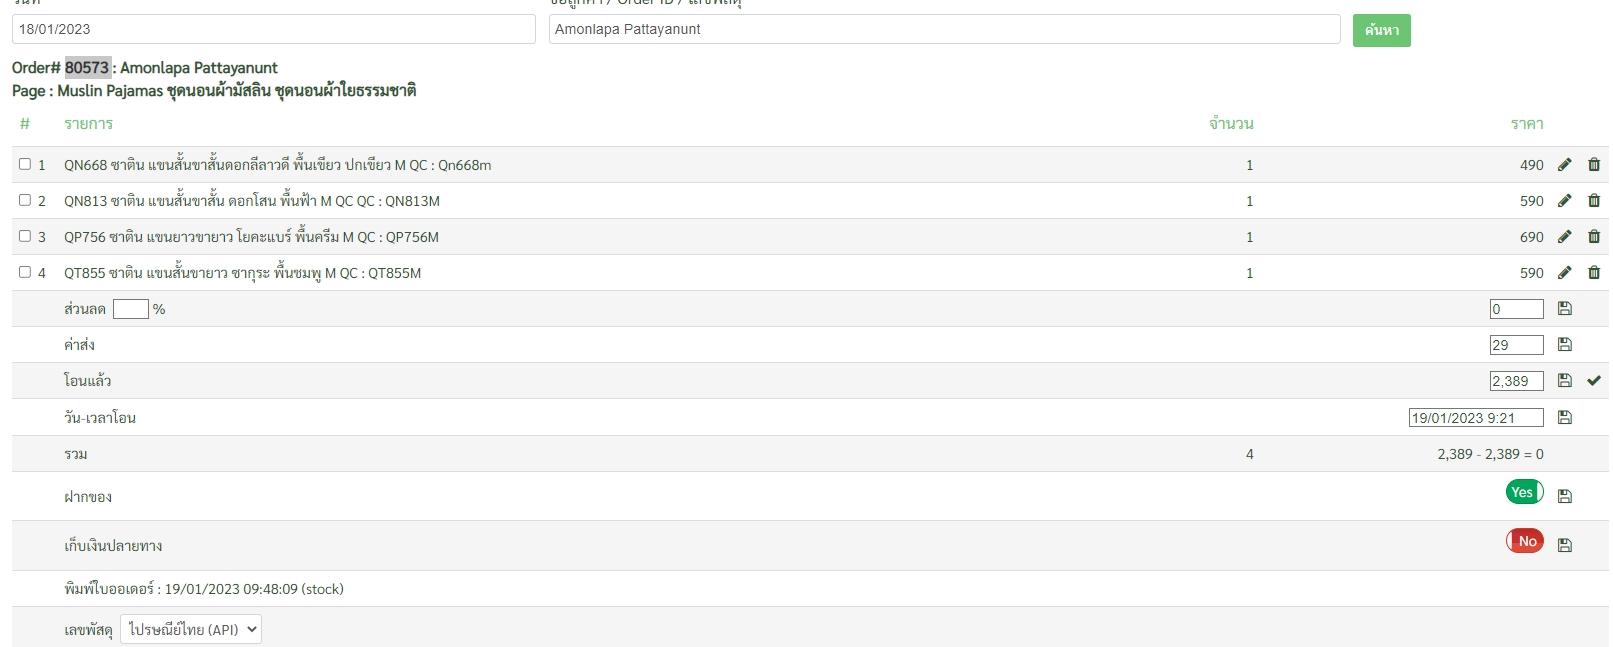 วันที่
ชื่อลูกค้า / Order ID / เลขพัสดุ
18/01/2023
Amonlapa Pattayanunt
ค้นหา
Order# 80573 : Amonlapa Pattayanunt
Page : Muslin Pajamas ชุดนอนผ้ามัสลิน ชุดนอนผ้าใยธรรมชาติ
# รายการ จำนวน ราคา
1 QN668 ซาติน แขนสั้นขาสั้นดอกลีลาวดี พื้นเขียว ปกเขียว M QC : Qn668m 1 490
2 QN813 ซาติน แขนสั้นขาสั้น ดอกโสน พื้นฟ้า M QC QC : QN813M 1 590
3 QP756 ซาติน แขนยาวขายาว โยคะแบร์ พื้นครีม M QC : QP756M 1 690
4 QT855 ซาติน แขนสั้นขายาว ซากุระ พื้นชมพู M QC : QT855M 1 590
ส่วนลด % 0
ค่าส่ง 29
โอนแล้ว 2,389
วัน-เวลาโอน 19/01/2023 9:21
รวม 4 2,389 - 2,389 = 0
ฝากของ Yes
เก็บเงินปลายทาง No
พิมพ์ใบออเดอร์ : 19/01/2023 09:48:09 (stock)
เลขพัสดุ ไปรษณีย์ไทย (API)